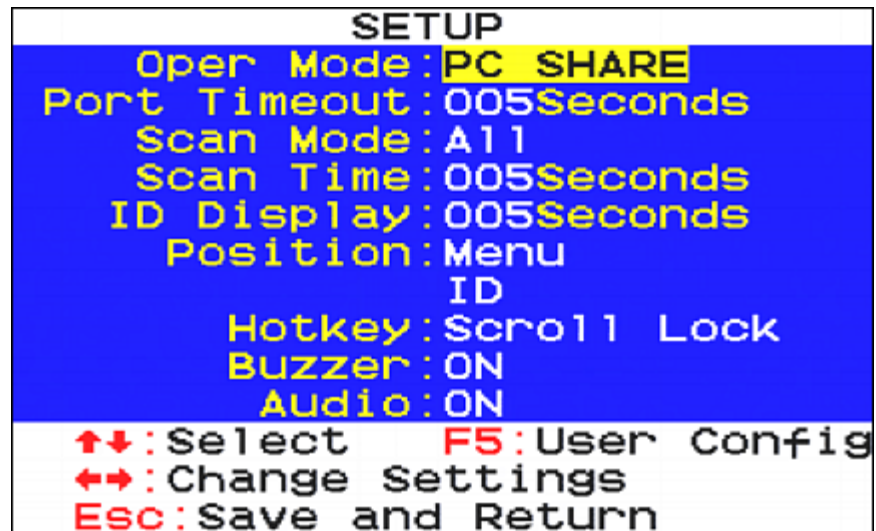 SETUP
Oper Mode:PC SHARE
Port Timeout:005Seconds
Scan Mode:All
Scan Time:005Seconds
ID Display:005Seconds
Position:Menu
ID
Hotkey:Scroll Lock
Buzzer:ON
Audio:ON
↑↓:Select F5:User Config
←→:Change Settings
Esc:Save and Return